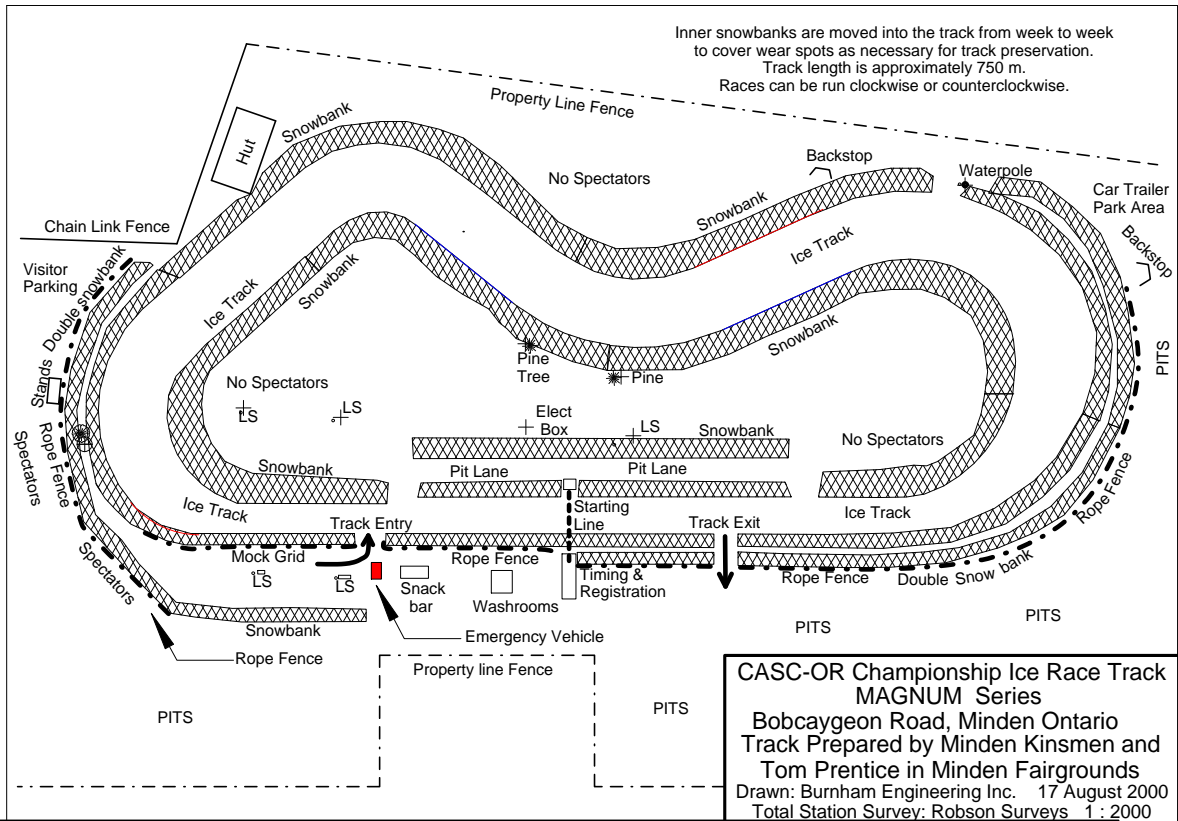 Inner snowbanks are moved into the track from week to week
to cover wear spots as necessary for track preservation.
Track length is approximately 750 m.
Races can be run clockwise or counterclockwise.
Property Line Fence
Snowbank
Hut
No Spectators
Backstop
Waterpole
Car Trailer
Park Area
Snowbank
Chain Link Fence
Ice Track
Backstop
Visitor
Parking
Double snowbank
Ice Track
Snowbank
Snowbank
PITS
Stands
Pine
Tree
Pine
No Spectators
LS
LS
Elect
Box
LS
Snowbank
No Spectators
Rope Fence
Spectators
Snowbank
Pit Lane
Pit Lane
Rope Fence
Ice Track
Track Entry
Starting
Line
Track Exit
Ice Track
Spectators
Mock Grid
Rope Fence
Timing &
Registration
Rope Fence
Double Snow bank
LS
LS
Snack
bar
Washrooms
Snowbank
Emergency Vehicle
PITS
PITS
Rope Fence
Property line Fence
PITS
PITS
CASC-OR Championship Ice Race Track
MAGNUM Series
Bobcaygeon Road, Minden Ontario
Track Prepared by Minden Kinsmen and
Tom Prentice in Minden Fairgrounds
Drawn: Burnham Engineering Inc. 17 August 2000
Total Station Survey: Robson Surveys 1 : 2000